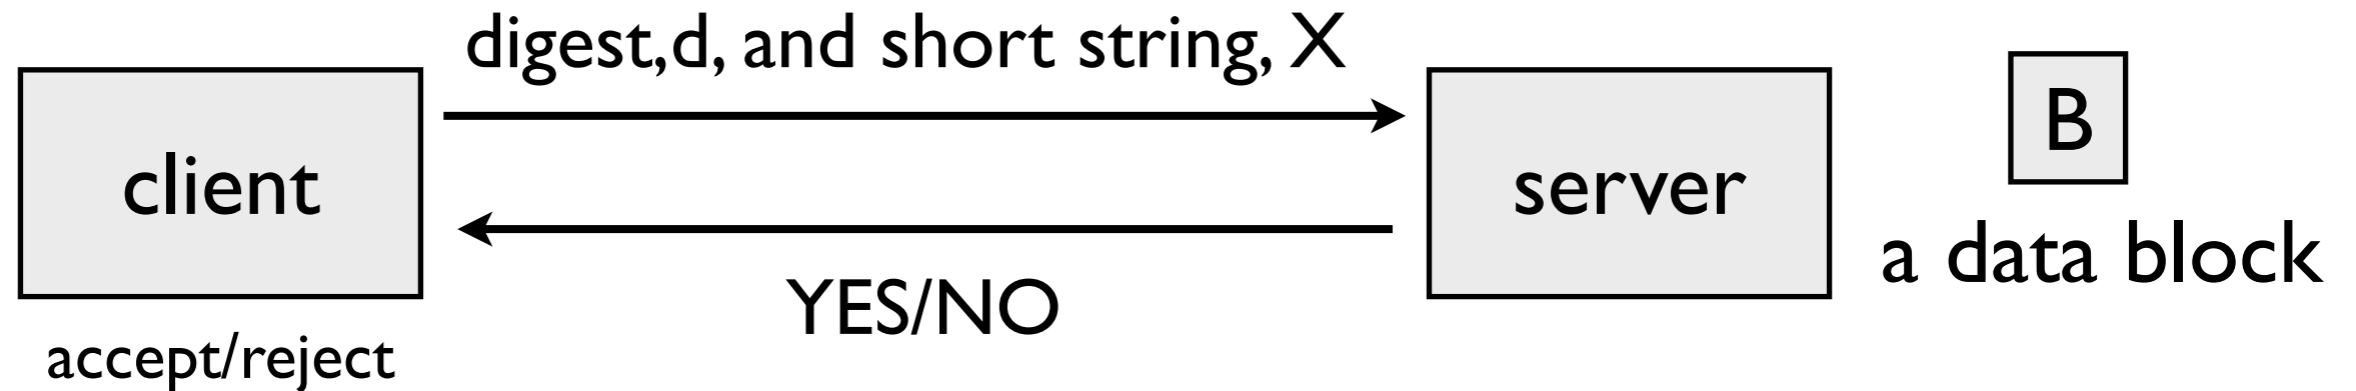 digest,d, and short string, X
client
server
B
a data block
YES/NO
accept/reject